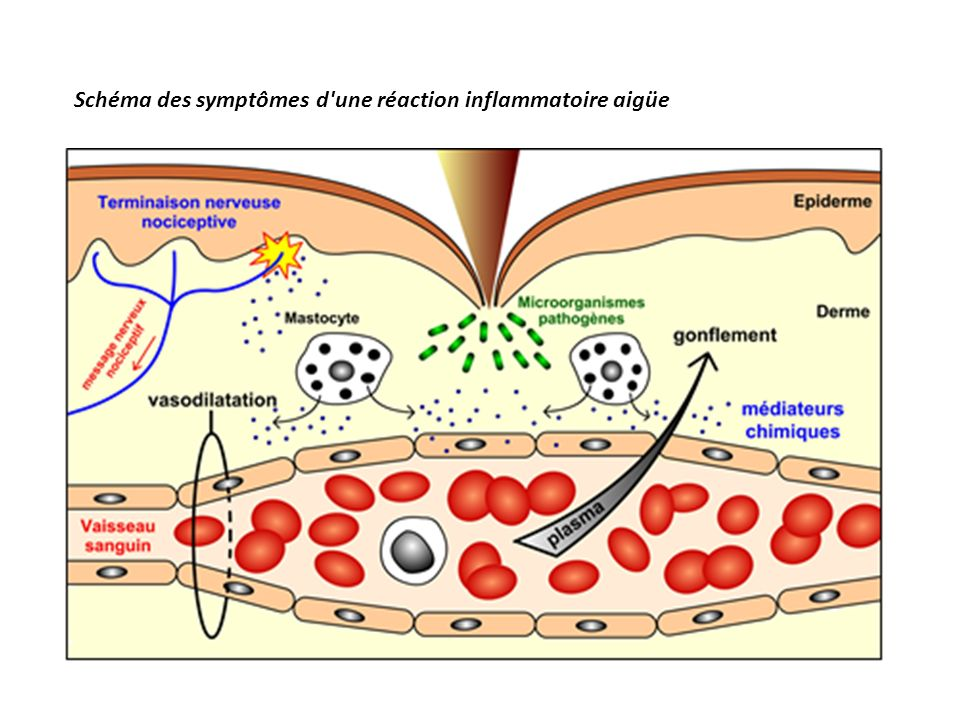 Schéma des symptômes d'une réaction inflammatoire aigüe
Terminaison nerveuse
nociceptive
Epiderme
Microorganismes
pathogènes
Derme
Mastocyte
message nerveux
nociceptif
gonflement
vasodilatation
médiateurs
chimiques
Vaisseau
sanguin
plasma